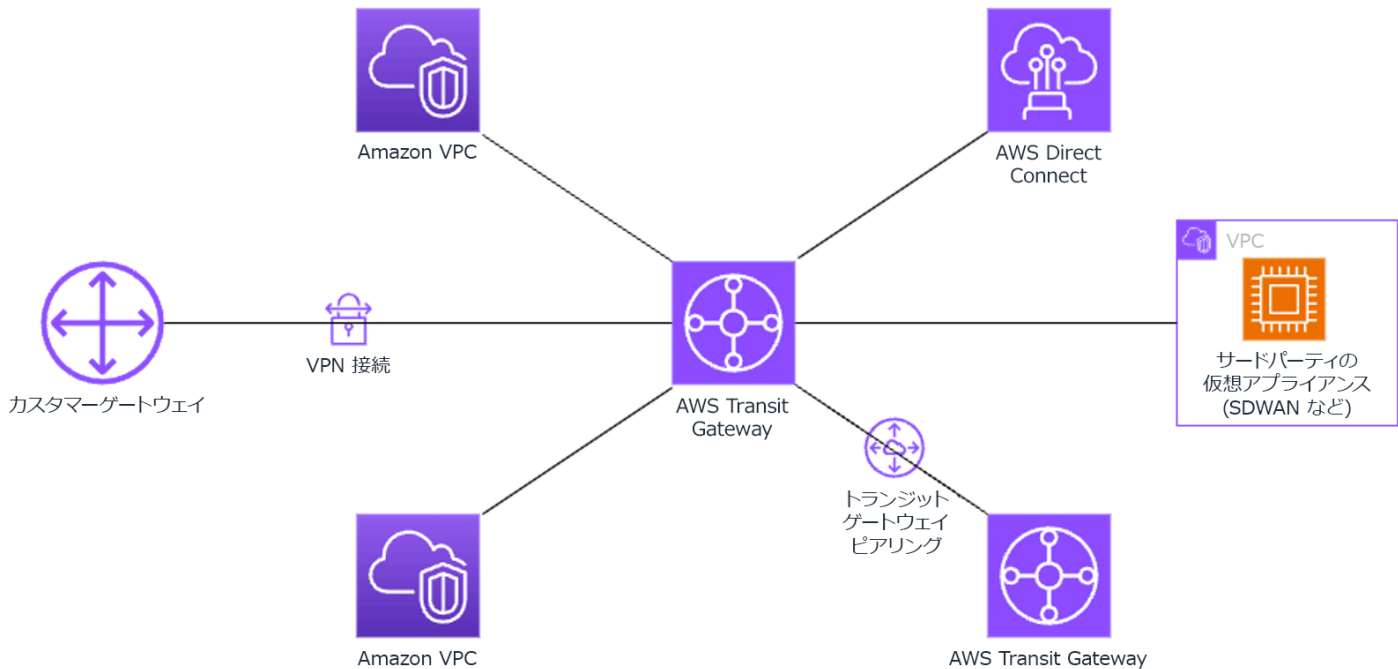 Amazon VPC
AWS Direct
Connect
VPC
サードパーティの
仮想アプライアンス
(SDWAN など)
VPN 接続
カスタマーゲートウェイ
AWS Transit
Gateway
トランジット
ゲートウェイ
ピアリング
Amazon VPC
AWS Transit Gateway